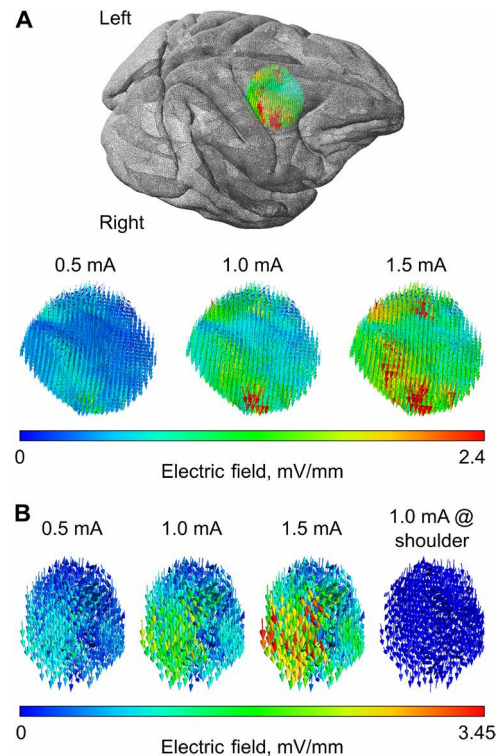 A
Left
Right
0.5 mA
1.0 mA
1.5 mA
0
2.4
Electric field, mV/mm
B
0.5 mA
1.0 mA
1.5 mA
1.0 mA @
shoulder
0
3.45
Electric field, mV/mm